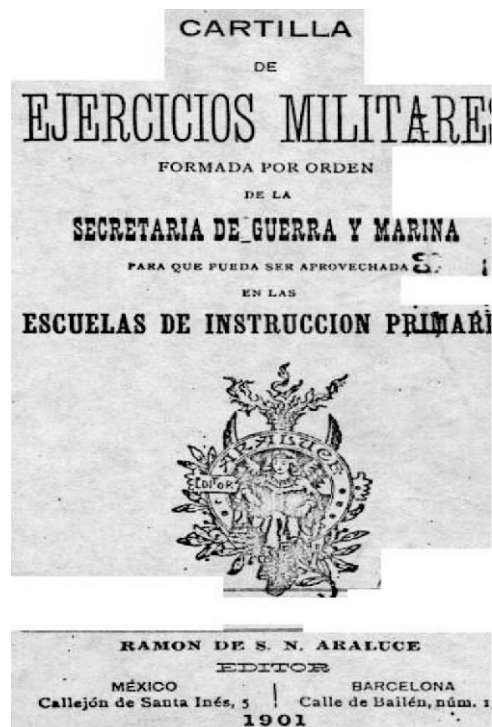 CARTILLA
DE
EJERCICIOS MILITARES
FORMADA POR ORDEN
DE LA
SECRETARIA DE GUERRA Y MARINA
PARA QUE PUEDA SER APROVECHADA
EN LAS
ESCUELAS DE INSTRUCCION
ARALUCE
EDITOR
RAMON DE S. N. ARALUCE
EDITOR
MÉXICO
Callejón de Santa Inés, 5
BARCELONA
Calle de Bailén, núm. 1
1901